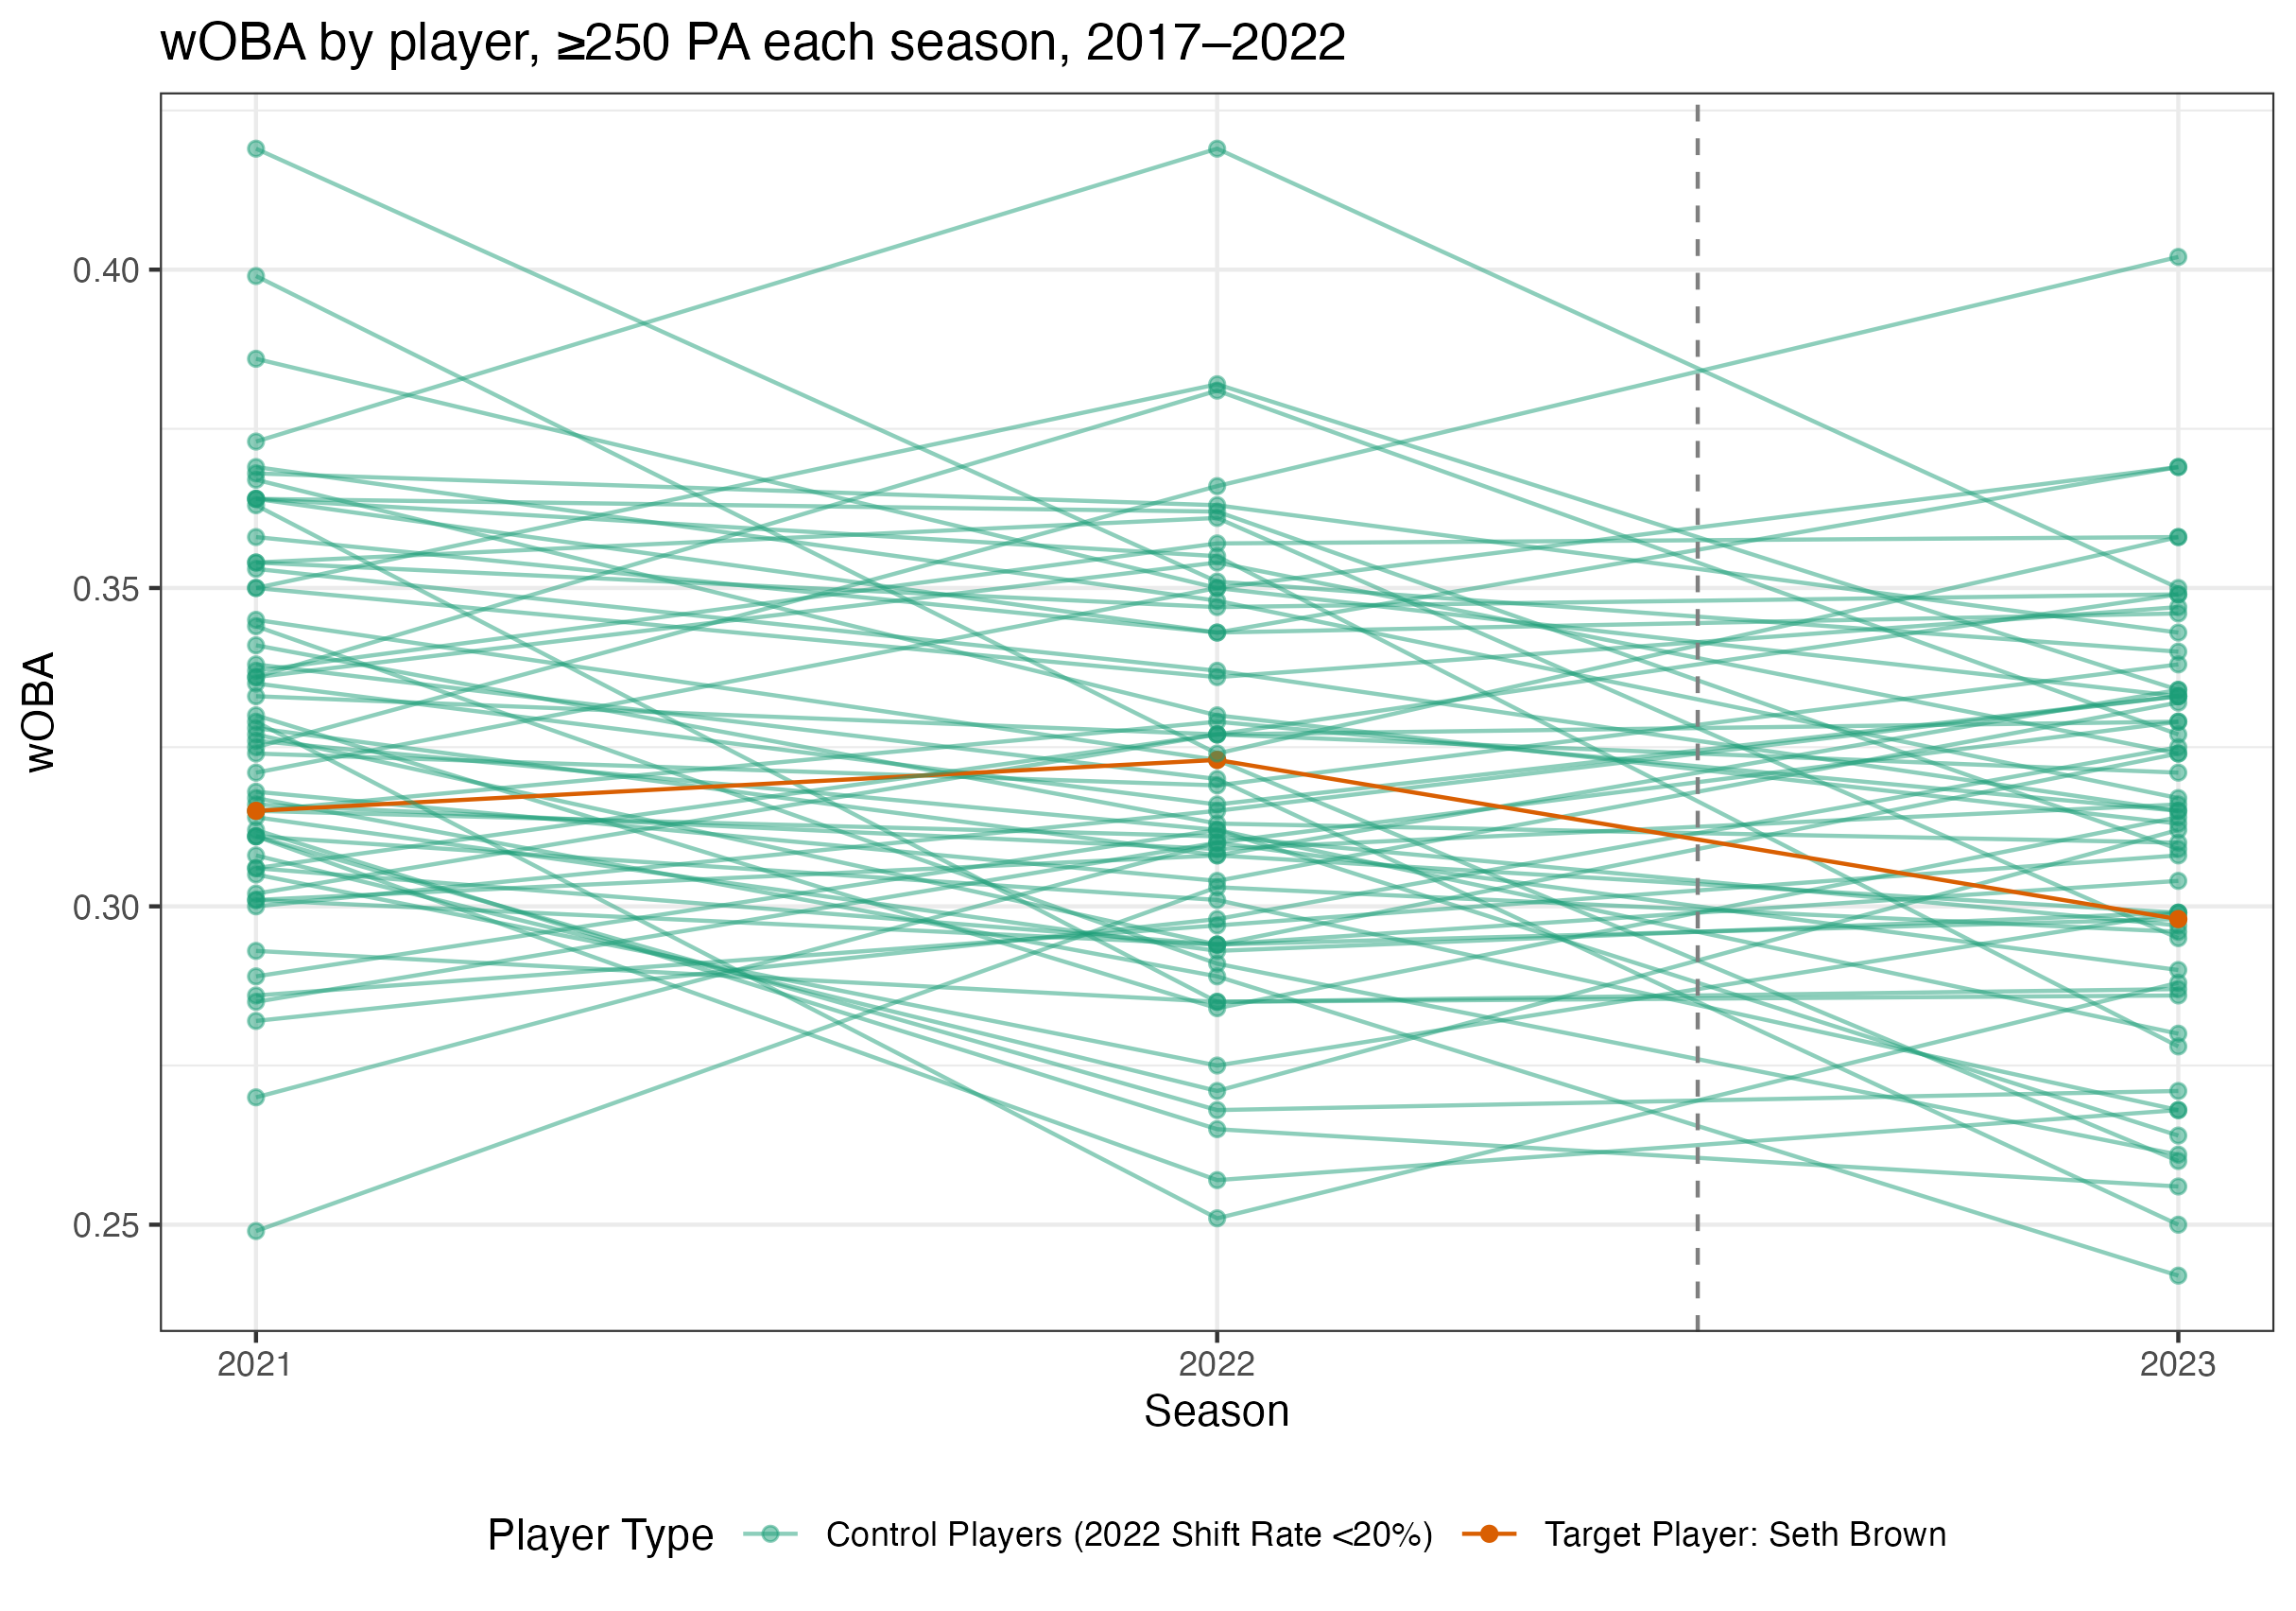 wOBA by player, ≥250 PA each season, 2017–2022
wOBA
0.40
0.35
0.30
0.25
2021 2022 2023
Season
Player Type Control Players (2022 Shift Rate <20%) Target Player: Seth Brown